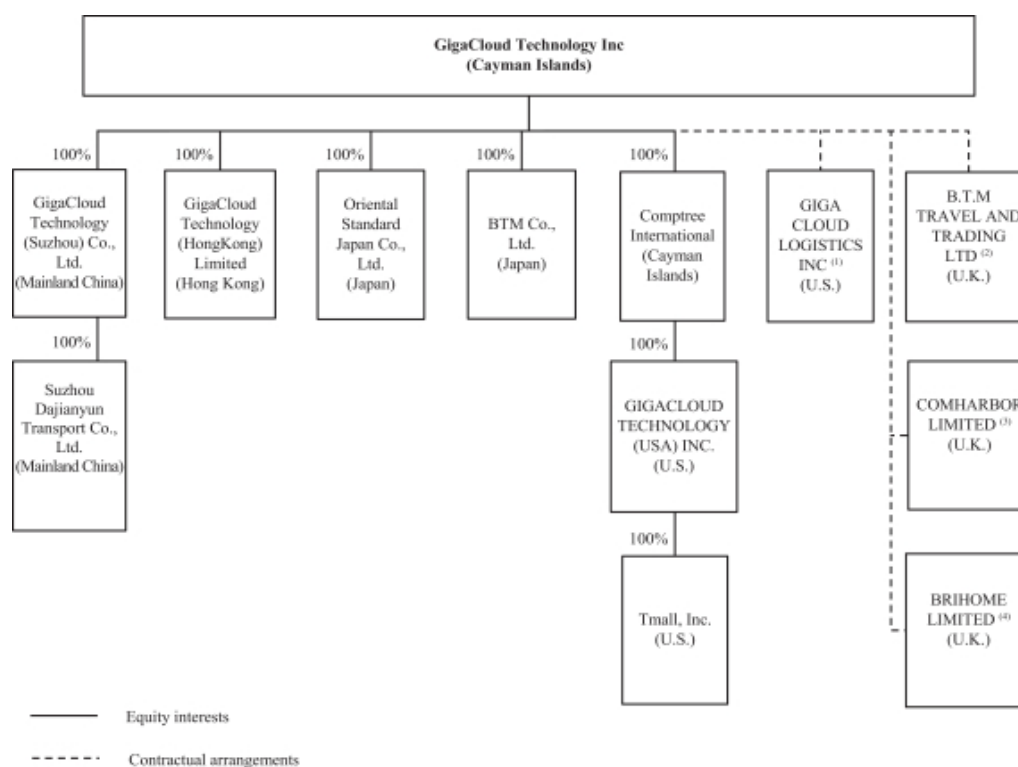 GigaCloud Technology Inc
(Cayman Islands)
100%
100%
100%
100%
100%
GigaCloud
Technology
(Suzhou) Co.,
Ltd.
(Mainland China)
GigaCloud
Technology
(HongKong)
Limited
(Hong Kong)
Oriental
Standard
Japan Co.,
Ltd.
(Japan)
BTM Co.,
Ltd.
(Japan)
Comptree
International
(Cayman
Islands)
GIGA
CLOUD
LOGISTICS
INC (1)
(U.S.)
B.T.M
TRAVEL AND
TRADING
LTD (2)
(U.K.)
100%
100%
Suzhou
Dajianyun
Transport Co.,
Ltd.
(Mainland China)
GIGACLOUD
TECHNOLOGY
(USA) INC.
(U.S.)
COMHARBOR
LIMITED (3)
(U.K.)
100%
Tmall, Inc.
(U.S.)
BRIHOME
LIMITED (4)
(U.K.)
Equity interests
Contractual arrangements